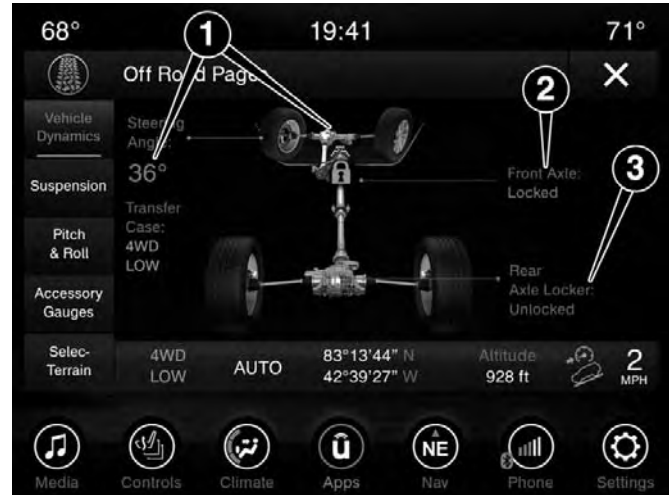 68°
19:41
71°
1
Off Road Pages
2
3
Vehicle
Dynamics
Steering
Angle:
36°
Front Axle:
Locked
Suspension
Transfer
Case:
4WD
LOW
Pitch
& Roll
Rear
Axle Locker:
Unlocked
Accessory
Gauges
Selec-
Terrain
4WD
LOW
AUTO
83°13'44" N
42°39'27" W
Altitude
928 ft
2
MPH
û
NE
Media
Controls
Climate
Apps
Nav
Phone
Settings